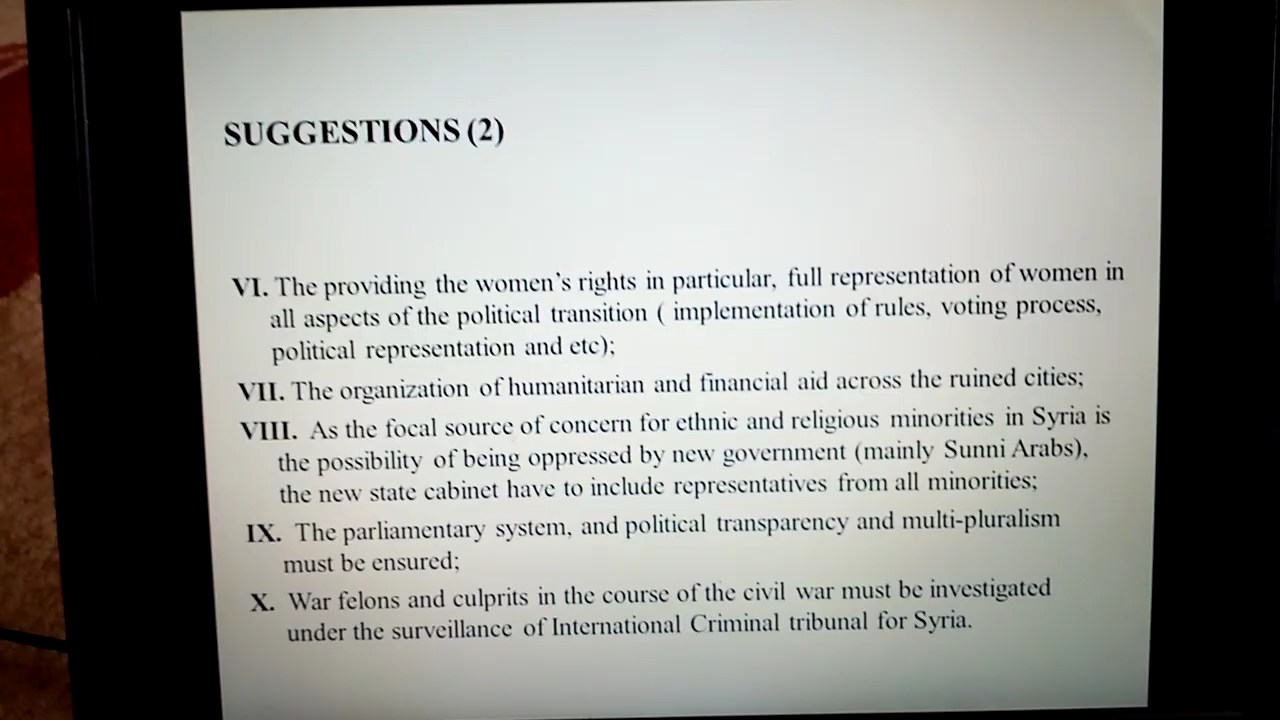 SUGGESTIONS (2)
VI. The providing the women's rights in particular, full representation of women in
all aspects of the political transition ( implementation of rules, voting process,
political representation and etc);
VII. The organization of humanitarian and financial aid across the ruined cities;
VIII. As the focal source of concern for ethnic and religious minorities in Syria is
the possibility of being oppressed by new government (mainly Sunni Arabs),
the new state cabinet have to include representatives from all minorities;
IX. The parliamentary system, and political transparency and multi-pluralism
must be ensured;
X. War felons and culprits in the course of the civil war must be investigated
under the surveillance of International Criminal tribunal for Syria.